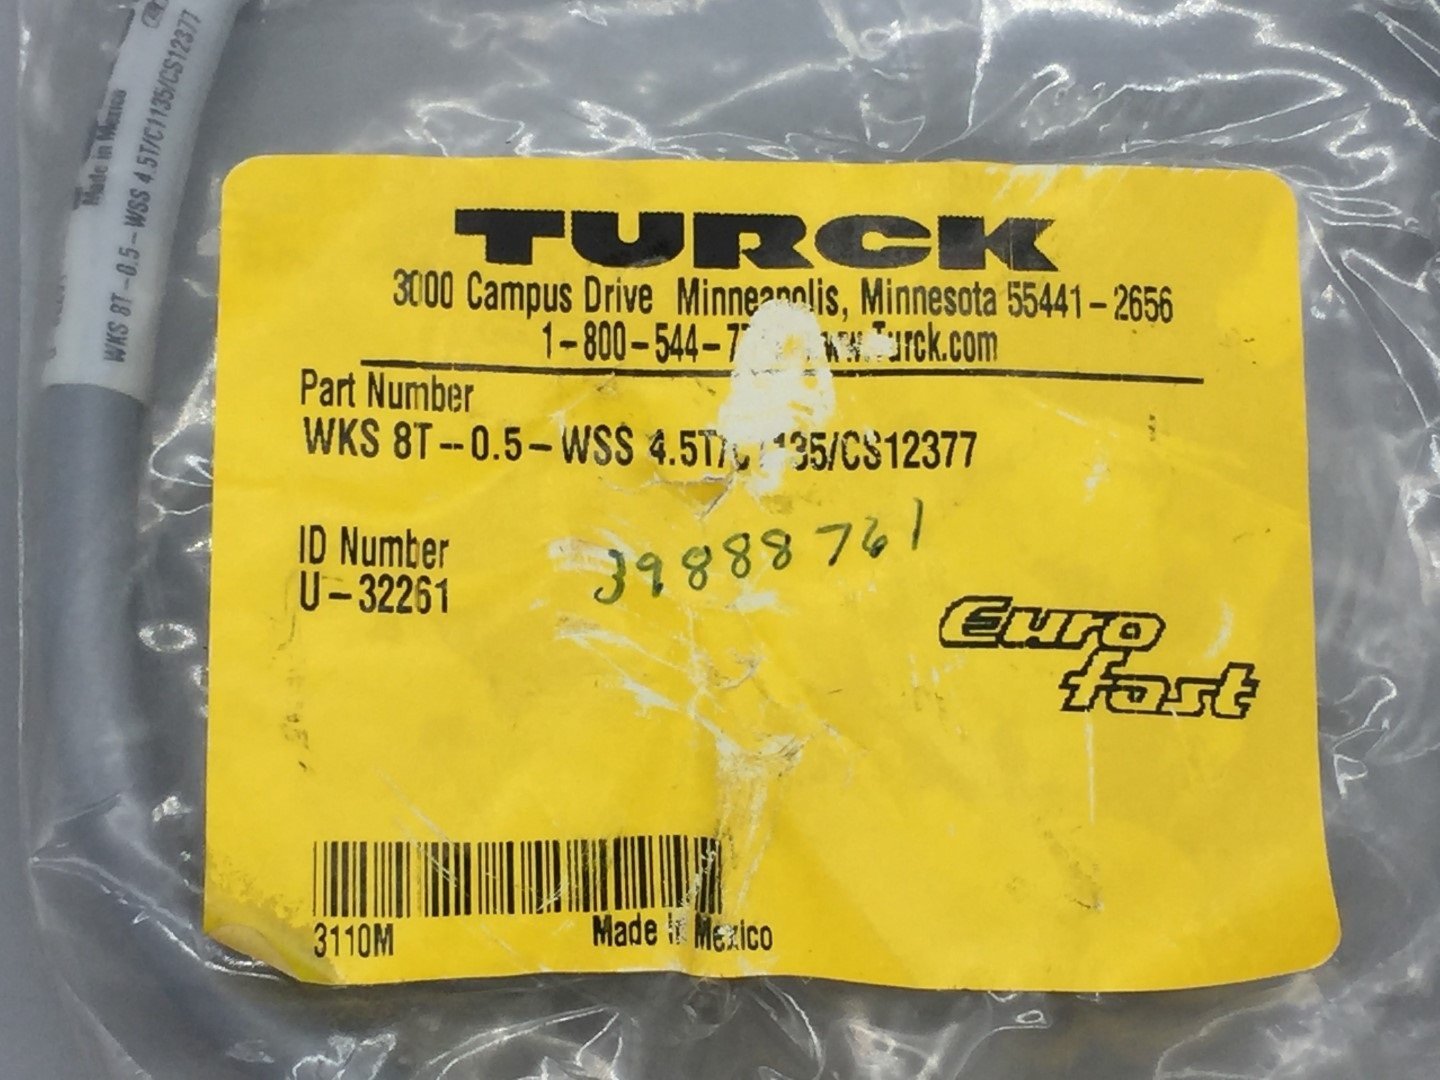 Made in Mexico
WKS 8T-0.5-WSS 4.5T/C1135/CS12377
TURCK
3000 Campus Drive Minneapolis, Minnesota 55441-2656
1-800-544- www.Turck.com
Part Number
WKS 8T--0.5-WSS 4.5T/C1135/CS12377
ID Number
U-32261
39888761
Euro
fast
3110M
Made in Mexico